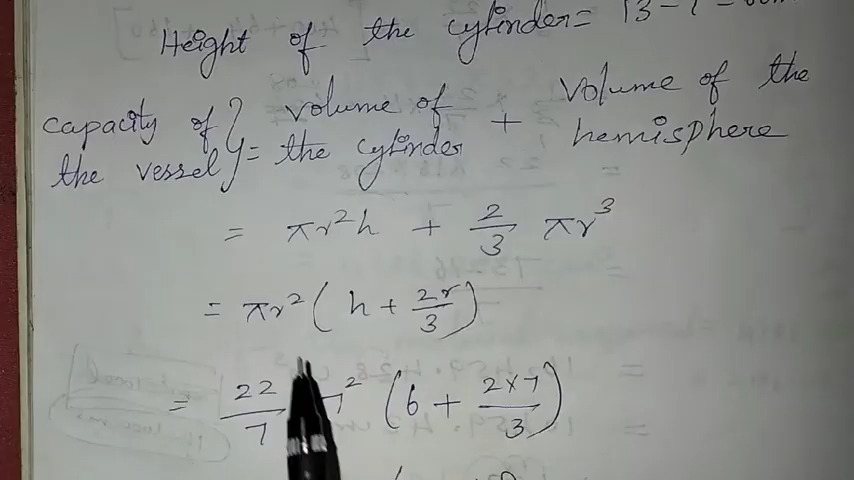 Height of the cylinder = 13 - 7 =
capacity of the vessel } = volume of the cylinder + volume of the hemisphere
= πr²h + 2/3 πr³
= πr² ( h + 2r/3 )
= 22/7 7² ( 6 + 2×7/3 )